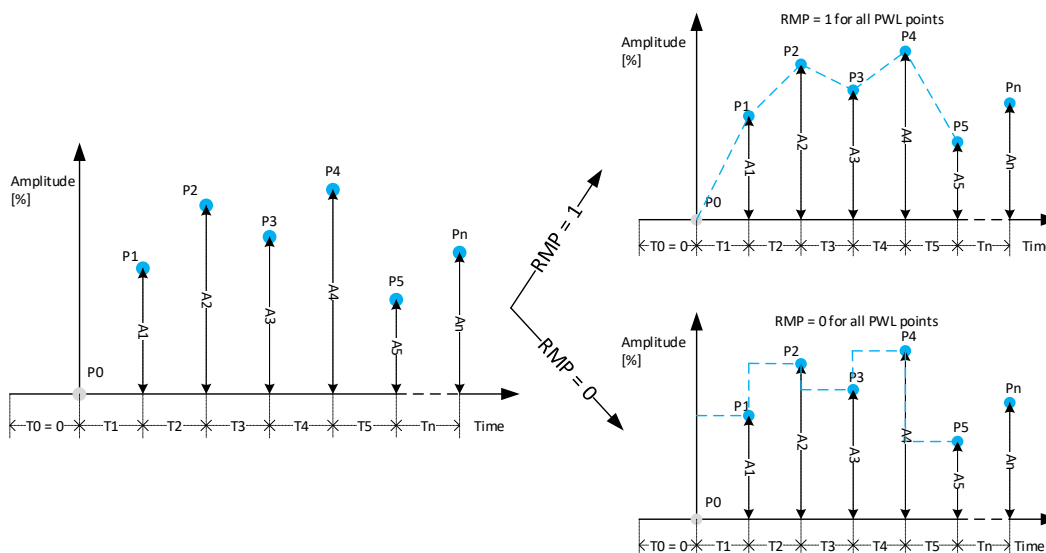 Amplitude
[%]
P0
P1
P2
P3
P4
P5
Pn
A1
A2
A3
A4
A5
An
T0 = 0
T1
T2
T3
T4
T5
Tn
Time
RMP = 1
RMP = 0
RMP = 1 for all PWL points
Amplitude
[%]
P0
P1
P2
P3
P4
P5
Pn
A1
A2
A3
A4
A5
An
T0 = 0
T1
T2
T3
T4
T5
Tn
Time
RMP = 0 for all PWL points
Amplitude
[%]
P0
P1
P2
P3
P4
P5
Pn
A1
A2
A3
A4
A5
An
T0 = 0
T1
T2
T3
T4
T5
Tn
Time